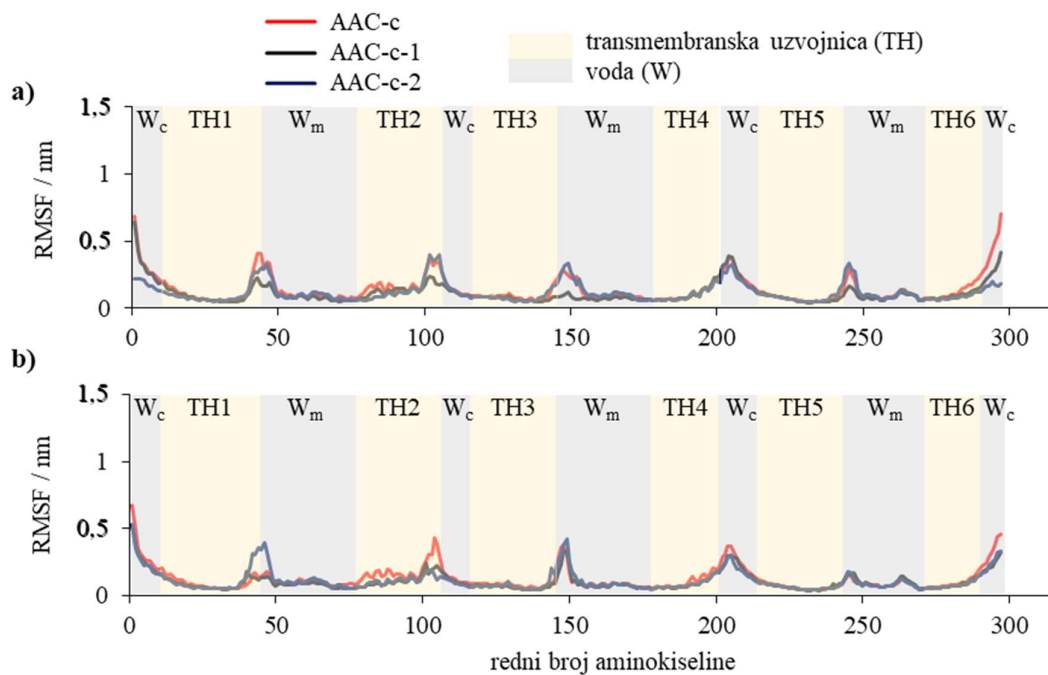 AAC-c
AAC-c-1
AAC-c-2
transmembranska uzvojnica (TH)
voda (W)
a)
RMSF / nm
1,5
1
0,5
0
Wc TH1 Wm TH2 Wc TH3 Wm TH4 Wc TH5 Wm TH6 Wc
0 50 100 150 200 250 300
b)
RMSF / nm
1,5
1
0,5
0
Wc TH1 Wm TH2 Wc TH3 Wm TH4 Wc TH5 Wm TH6 Wc
0 50 100 150 200 250 300
redni broj aminokiseline